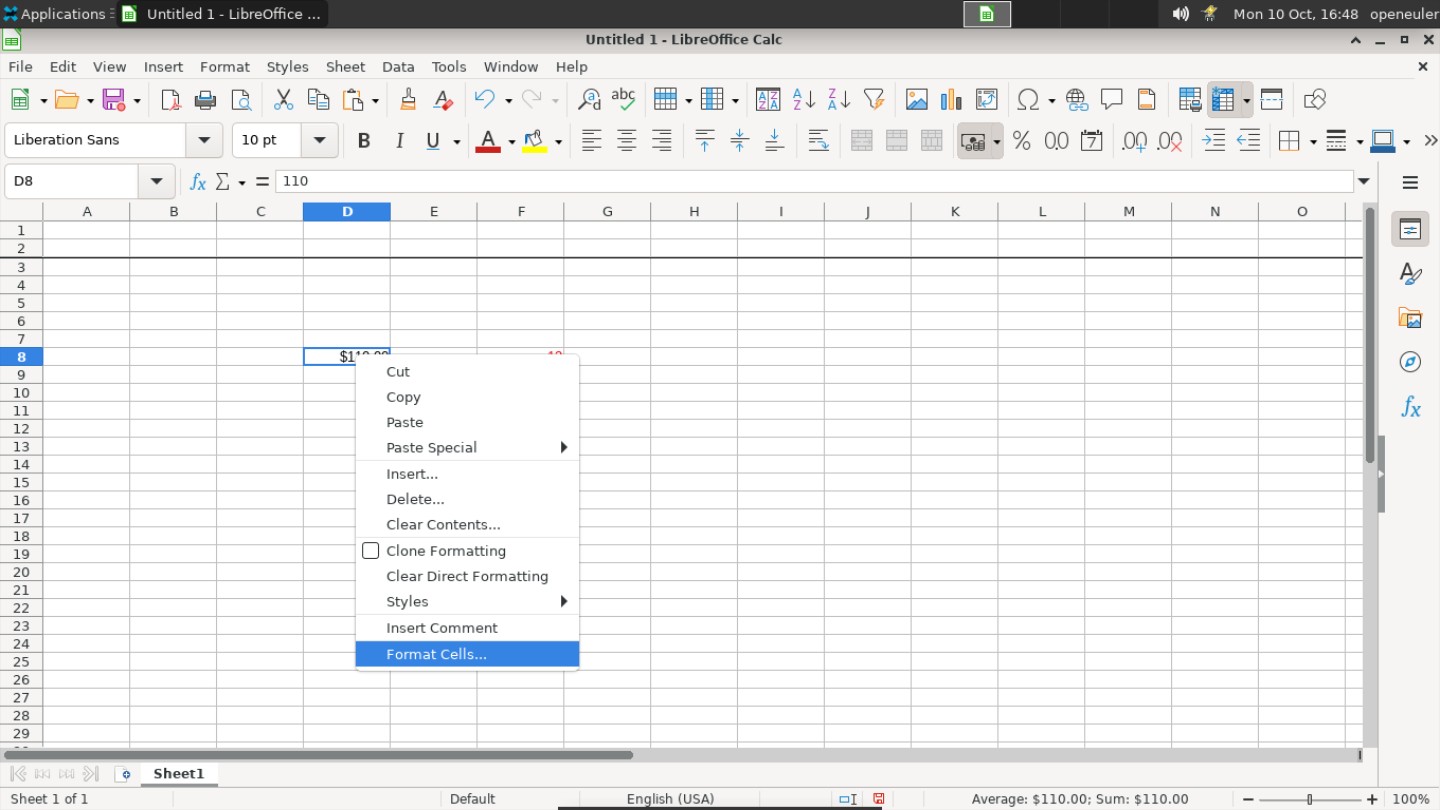 Applications
Untitled 1 - LibreOffice ...
Mon 10 Oct, 16:48
openeuler
Untitled 1 - LibreOffice Calc
File Edit View Insert Format Styles Sheet Data Tools Window Help
Liberation Sans
10 pt
D8
110
A B C D E F G H I J K L M N O
1
2
3
4
5
6
7
8
$110.00
9
10
11
12
13
14
15
16
17
18
19
20
21
22
23
24
25
26
27
28
29
Cut
Copy
Paste
Paste Special
Insert...
Delete...
Clear Contents...
Clone Formatting
Clear Direct Formatting
Styles
Insert Comment
Format Cells...
Sheet1
Sheet 1 of 1
Default
English (USA)
Average: $110.00; Sum: $110.00
100%